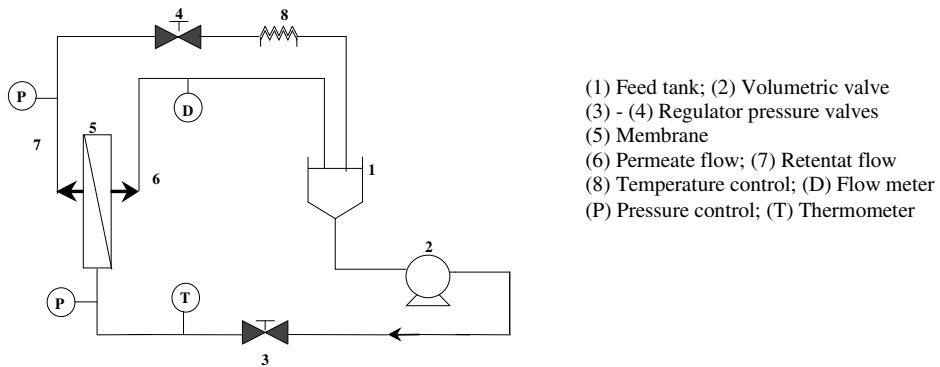 4
8
P
D
5
7
6
1
2
P
T
3
(1) Feed tank; (2) Volumetric valve
(3) - (4) Regulator pressure valves
(5) Membrane
(6) Permeate flow; (7) Retentat flow
(8) Temperature control; (D) Flow meter
(P) Pressure control; (T) Thermometer